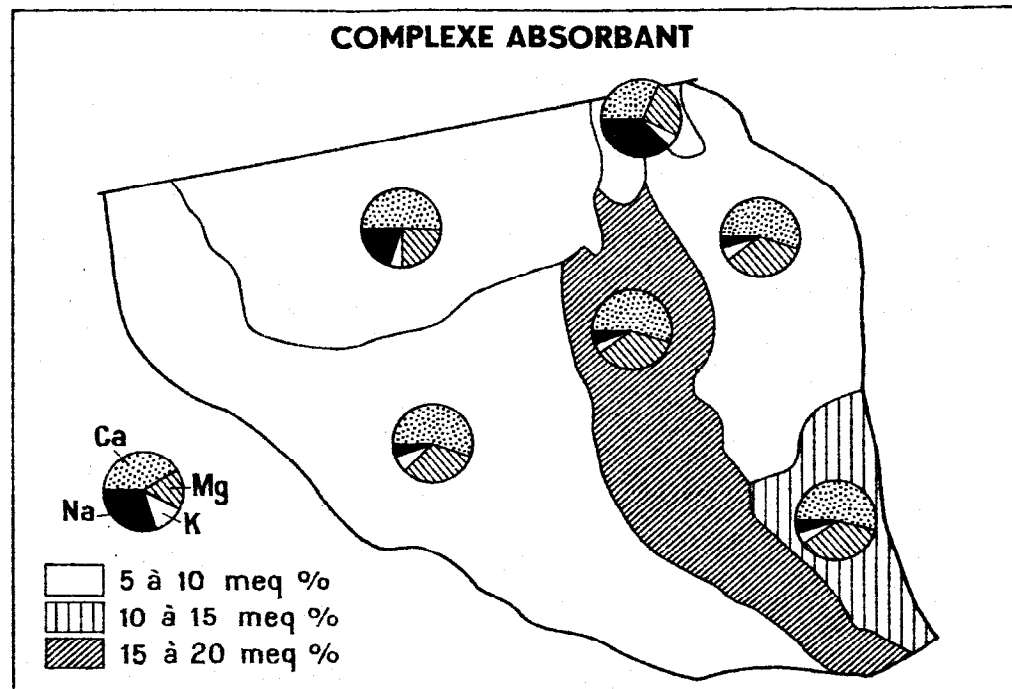 COMPLEXE ABSORBANT
Ca
Mg
Na
K
5 à 10 meq %
10 à 15 meq %
15 à 20 meq %